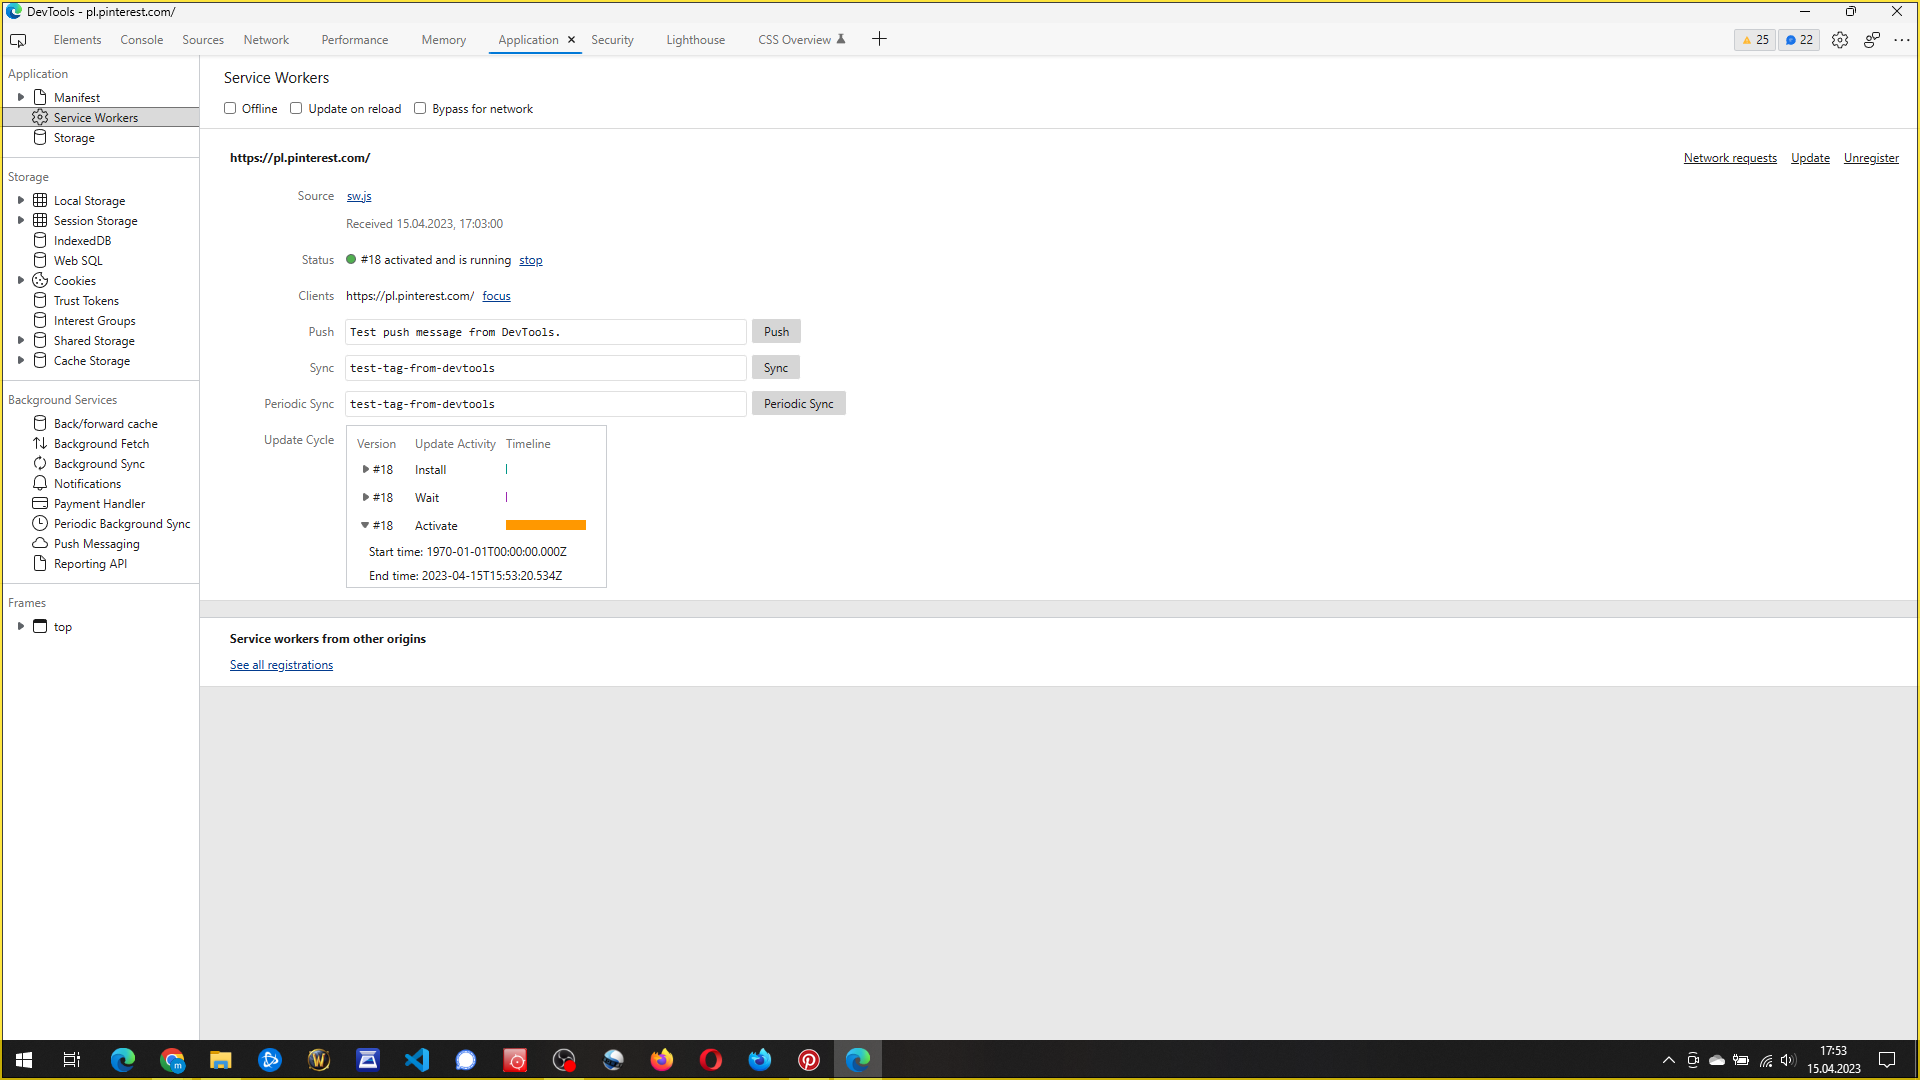 DevTools - pl.pinterest.com/
Elements Console Sources Network Performance Memory Application Security Lighthouse CSS Overview 25 22
Application
Manifest
Service Workers
Storage
Storage
Local Storage
Session Storage
IndexedDB
Web SQL
Cookies
Trust Tokens
Interest Groups
Shared Storage
Cache Storage
Background Services
Back/forward cache
Background Fetch
Background Sync
Notifications
Payment Handler
Periodic Background Sync
Push Messaging
Reporting API
Frames
top
Service Workers
Offline Update on reload Bypass for network
https://pl.pinterest.com/ Network requests Update Unregister
Source sw.js
Received 15.04.2023, 17:03:00
Status #18 activated and is running stop
Clients https://pl.pinterest.com/ focus
Push Test push message from DevTools. Push
Sync test-tag-from-devtools Sync
Periodic Sync test-tag-from-devtools Periodic Sync
Update Cycle Version Update Activity Timeline
#18 Install
#18 Wait
#18 Activate
Start time: 1970-01-01T00:00:00.000Z
End time: 2023-04-15T15:53:20.534Z
Service workers from other origins
See all registrations
17:53
15.04.2023